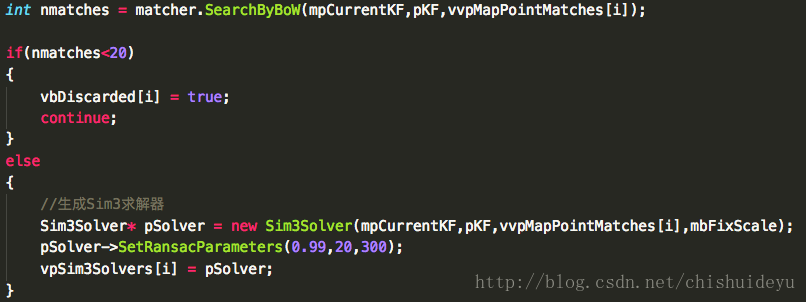 int nmatches = matcher.SearchByBoW(mpCurrentKF,pKF,vvpMapPointMatches[i]);
if(nmatches<20)
{
vbDiscarded[i] = true;
continue;
}
else
{
//生成Sim3求解器
Sim3Solver* pSolver = new Sim3Solver(mpCurrentKF,pKF,vvpMapPointMatches[i],mbFixScale);
pSolver->SetRansacParameters(0.99,20,300);
vpSim3Solvers[i] = pSolver;
}
http://blog.csdn.net/chishuideyu